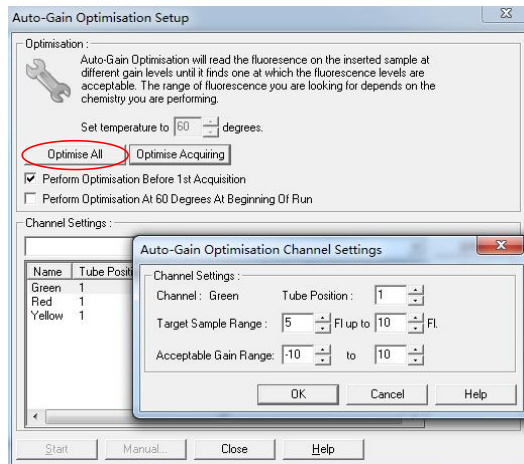 Auto-Gain Optimisation Setup
Optimisation :
Auto-Gain Optimisation will read the fluoresence on the inserted sample at
different gain levels until it finds one at which the fluorescence levels are
acceptable. The range of fluorescence you are looking for depends on the
chemistry you are performing.
Set temperature to 60 degrees.
Optimise All Optimise Acquiring
Perform Optimisation Before 1st Acquisition
Perform Optimisation At 60 Degrees At Beginning Of Run
Channel Settings :
Name Tube Positi
Green 1
Red 1
Yellow 1
Auto-Gain Optimisation Channel Settings
Channel Settings :
Channel : Green Tube Position : 1
Target Sample Range : 5 Fl up to 10 Fl.
Acceptable Gain Range: -10 to 10
OK Cancel Help
Start Manual... Close Help